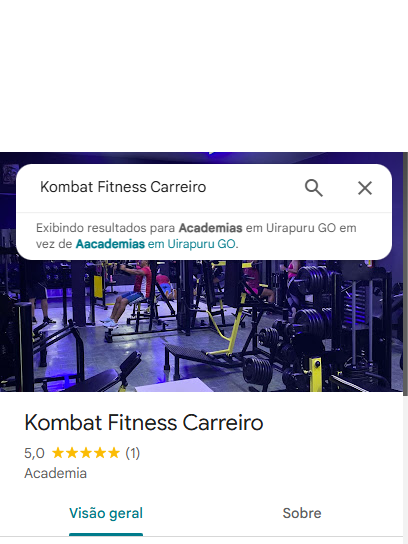 Kombat Fitness Carreiro
Exibindo resultados para Academias em Uirapuru GO em
vez de Aacademias em Uirapuru GO.
Kombat Fitness Carreiro
5,0 ★★★★★ (1)
Academia
Visão geral Sobre